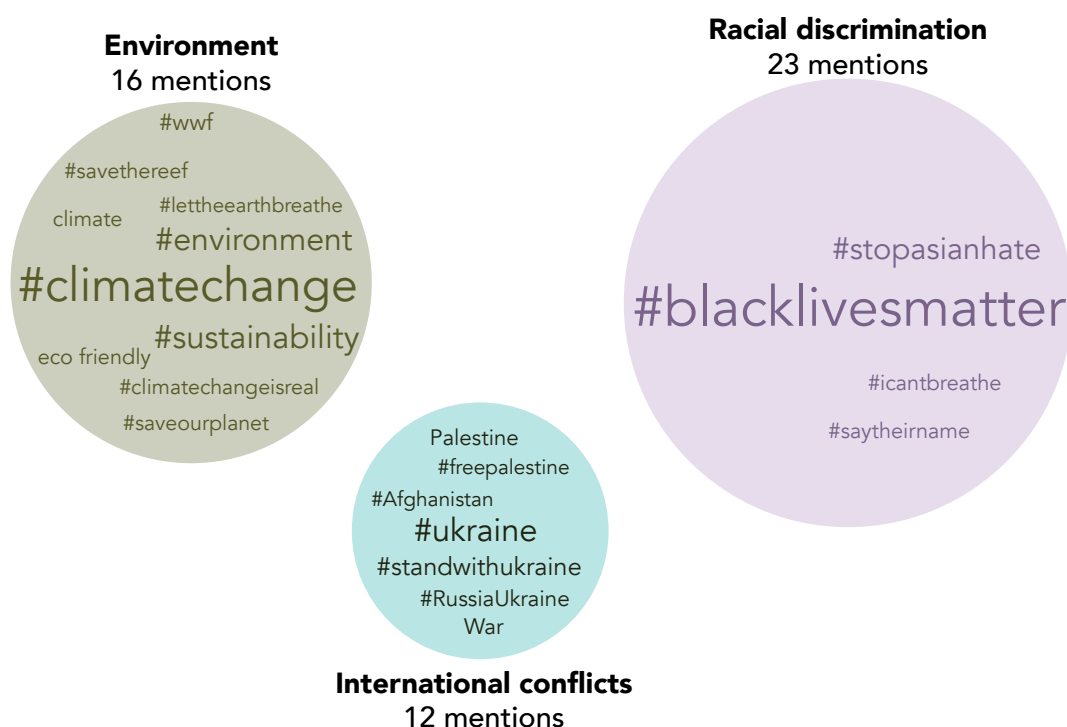 Environment
16 mentions
#wwf
#savethereef
#lettheearthbreathe
climate
#environment
#climatechange
#sustainability
eco friendly
#climatechangeisreal
#saveourplanet
Racial discrimination
23 mentions
#stopasianhate
#blacklivesmatter
#icantbreathe
#saytheirname
Palestine
#freepalestine
#Afghanistan
#ukraine
#standwithukraine
#RussiaUkraine
War
International conflicts
12 mentions